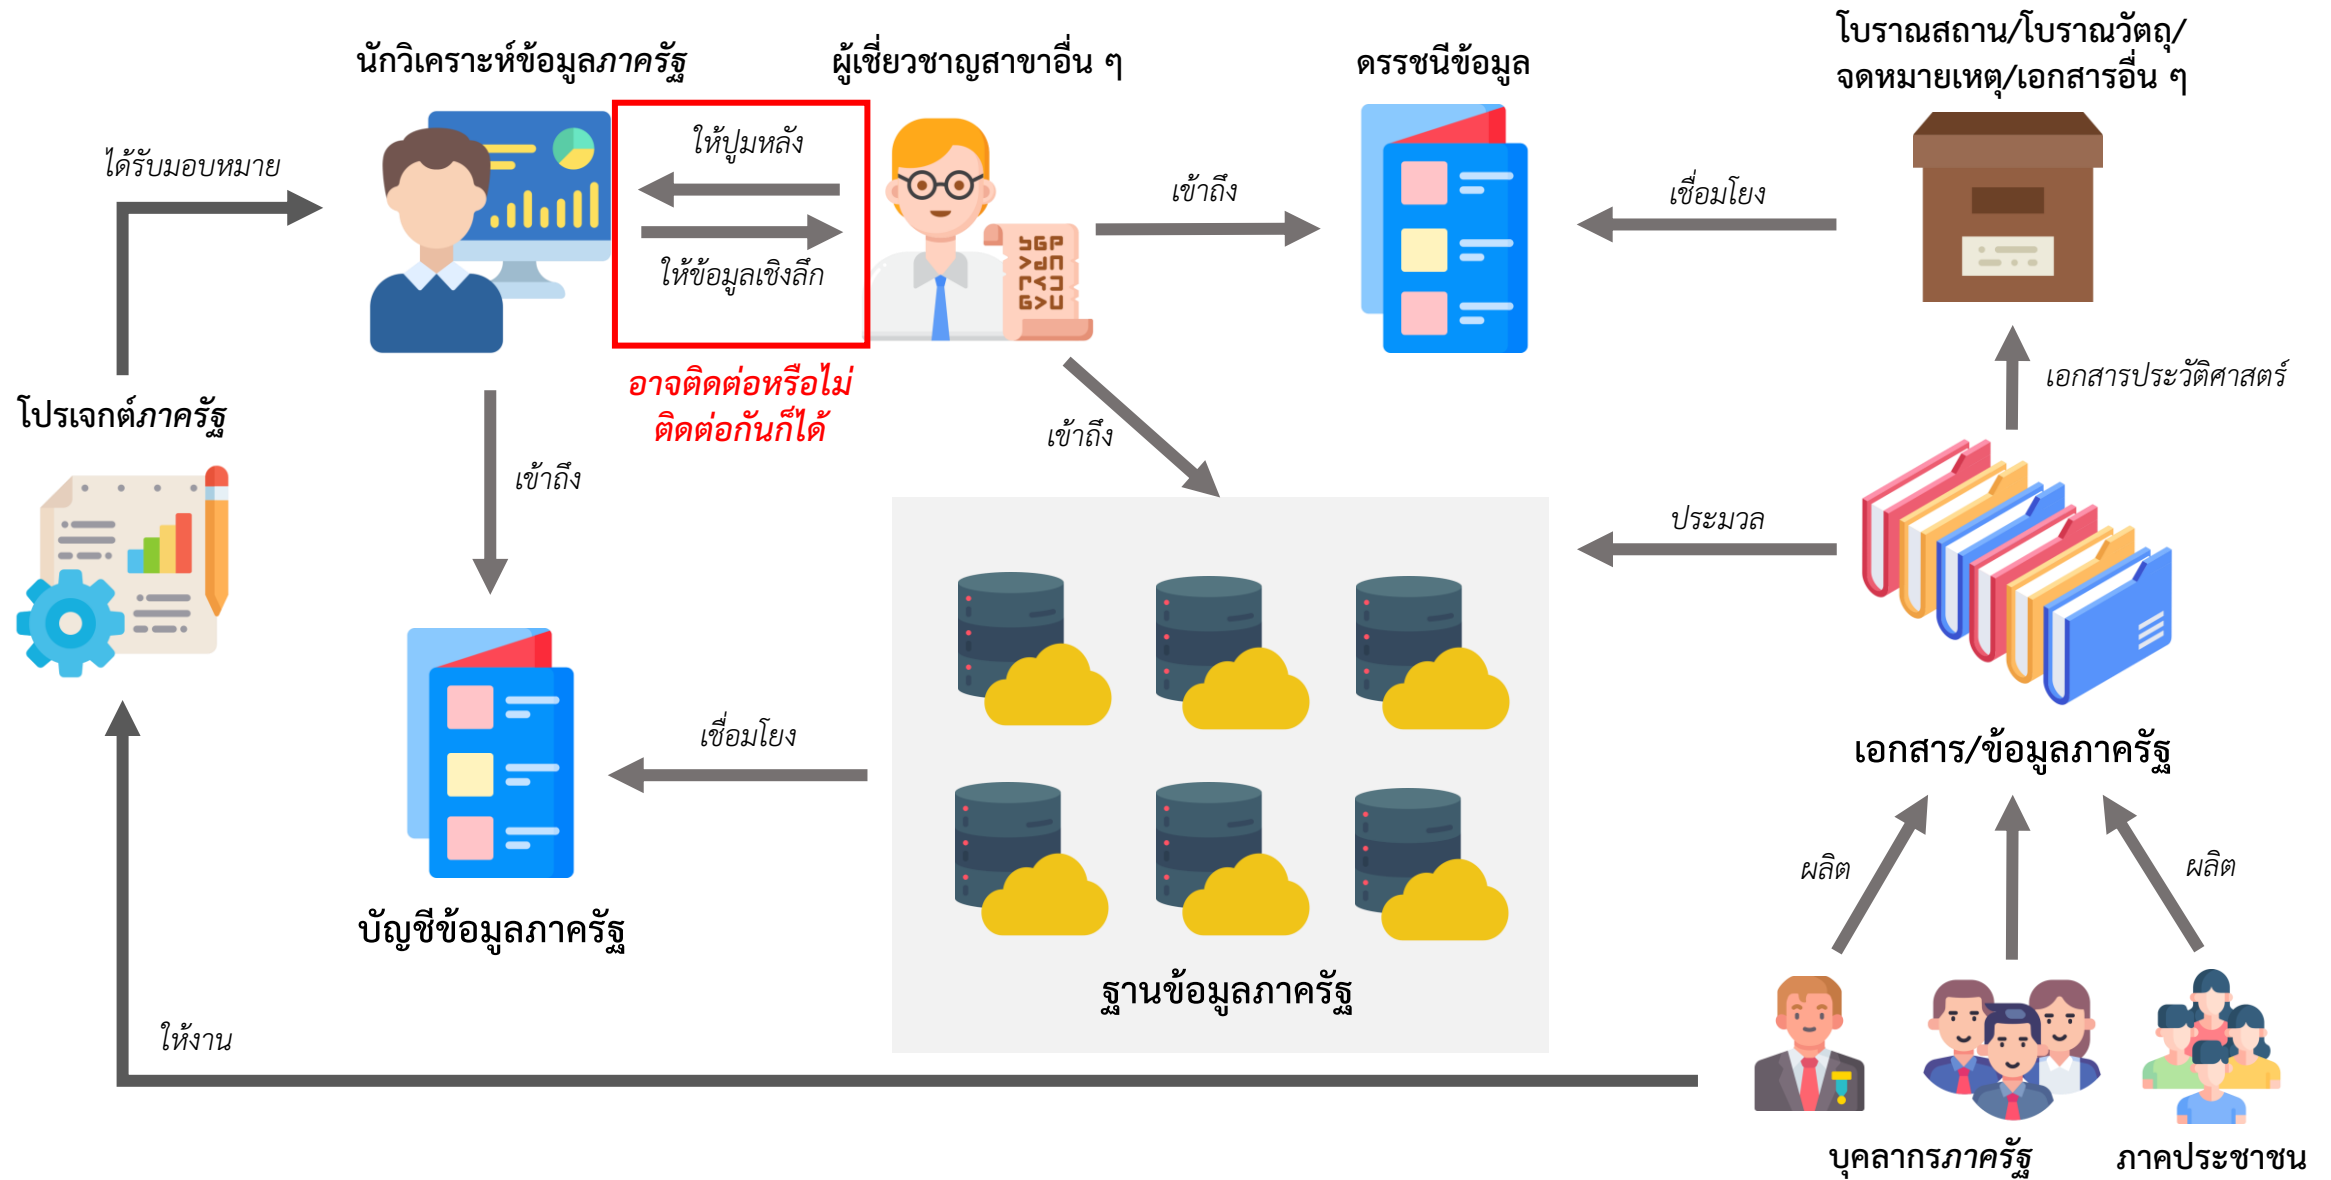 โบราณสถาน/โบราณวัตถุ/
จดหมายเหตุ/เอกสารอื่น ๆ
นักวิเคราะห์ข้อมูลภาครัฐ
ผู้เชี่ยวชาญสาขาอื่น ๆ
ดรรชนีข้อมูล
ได้รับมอบหมาย
ให้ปูมหลัง
เข้าถึง
เชื่อมโยง
ให้ข้อมูลเชิงลึก
อาจติดต่อหรือไม่
ติดต่อกันก็ได้
เอกสารประวัติศาสตร์
โปรเจกต์ภาครัฐ
เข้าถึง
เข้าถึง
ประมวล
เชื่อมโยง
เอกสาร/ข้อมูลภาครัฐ
ผลิต
ผลิต
บัญชีข้อมูลภาครัฐ
ฐานข้อมูลภาครัฐ
ให้งาน
บุคลากรภาครัฐ
ภาคประชาชน